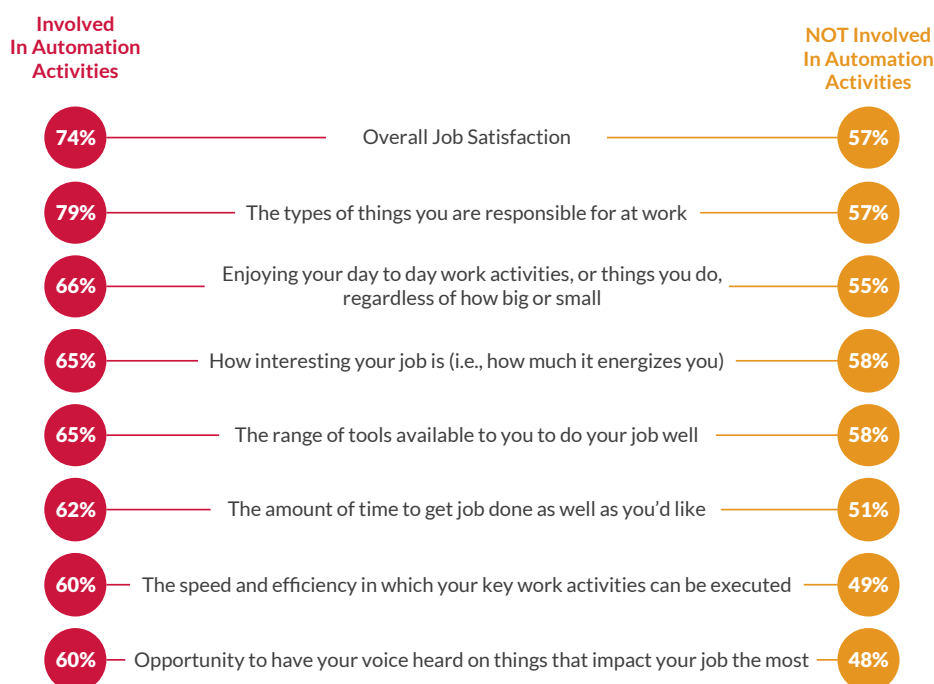 Involved
In Automation
Activities
NOT Involved
In Automation
Activities
74% Overall Job Satisfaction 57%
79% The types of things you are responsible for at work 57%
66% Enjoying your day to day work activities, or things you do, 55%
regardless of how big or small
65% How interesting your job is (i.e., how much it energizes you) 58%
65% The range of tools available to you to do your job well 58%
62% The amount of time to get job done as well as you’d like 51%
60% The speed and efficiency in which your key work activities can be executed 49%
60% Opportunity to have your voice heard on things that impact your job the most 48%